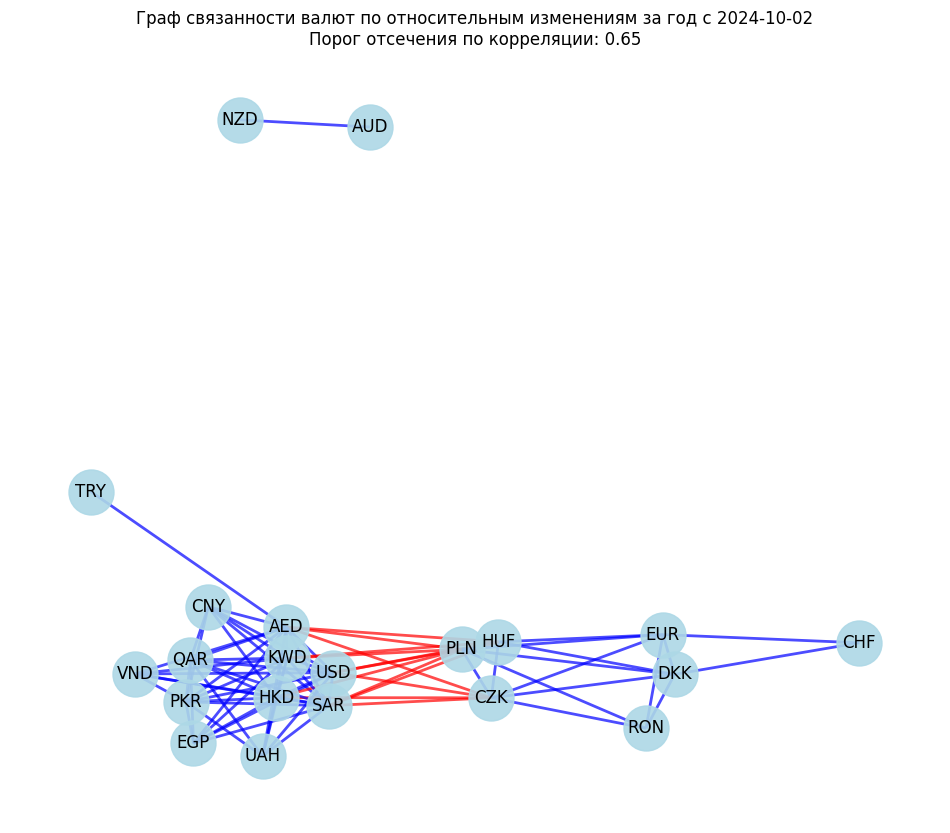 Граф связанности валют по относительным изменениям за год с 2024-10-02
Порог отсечения по корреляции: 0.65
NZD
AUD
TRY
CNY
AED
HUF
EUR
CHF
PLN
KWD
QAR
USD
VND
DKK
HKD
CZK
PKR
SAR
RON
EGP
UAH